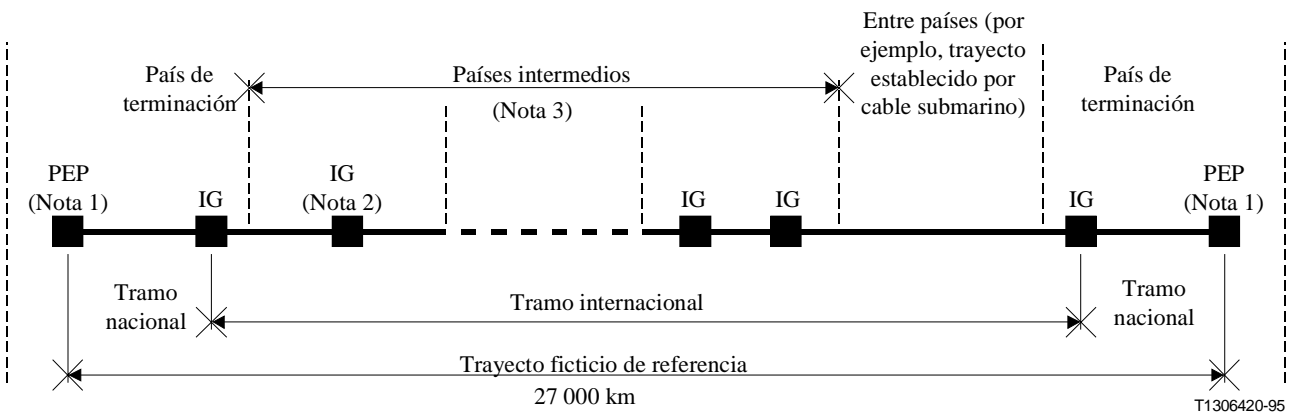 Entre países (por
ejemplo, trayecto
establecido por
cable submarino)
País de
terminación
Países intermedios
(Nota 3)
País de
terminación
PEP
(Nota 1)
IG
IG
(Nota 2)
IG
IG
IG
PEP
(Nota 1)
Tramo
nacional
Tramo internacional
Tramo
nacional
Trayecto ficticio de referencia
27 000 km
T1306420-95